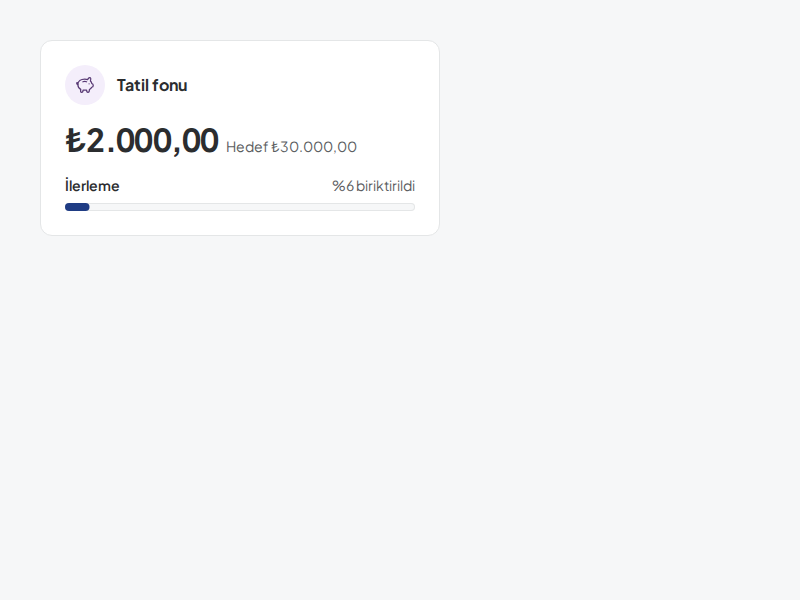 Tatil fonu
₺2.000,00 Hedef ₺30.000,00
İlerleme %6 biriktirildi